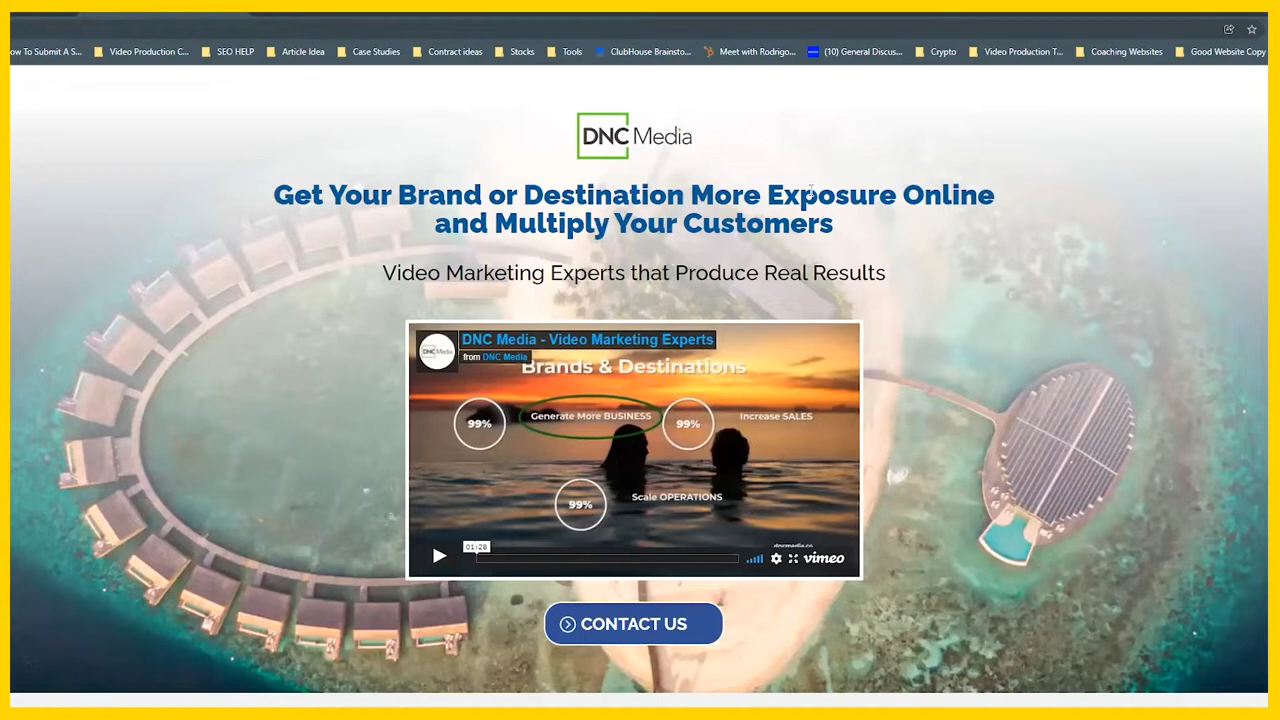 ow To Submit A S... Video Production C... SEO HELP Article Idea Case Studies Contract ideas Stocks Tools ClubHouse Brainsto... Meet with Rodrigo... (10) General Discus... Crypto Video Production T... Coaching Websites Good Website Copy
DNC Media
Get Your Brand or Destination More Exposure Online
and Multiply Your Customers
Video Marketing Experts that Produce Real Results
DNC Media - Video Marketing Experts
DNC Media from DNC Media
Brands & Destinations
99% Generate More BUSINESS 99% Increase SALES
99% Scale OPERATIONS
01:28 dncmedia.co
vimeo
CONTACT US